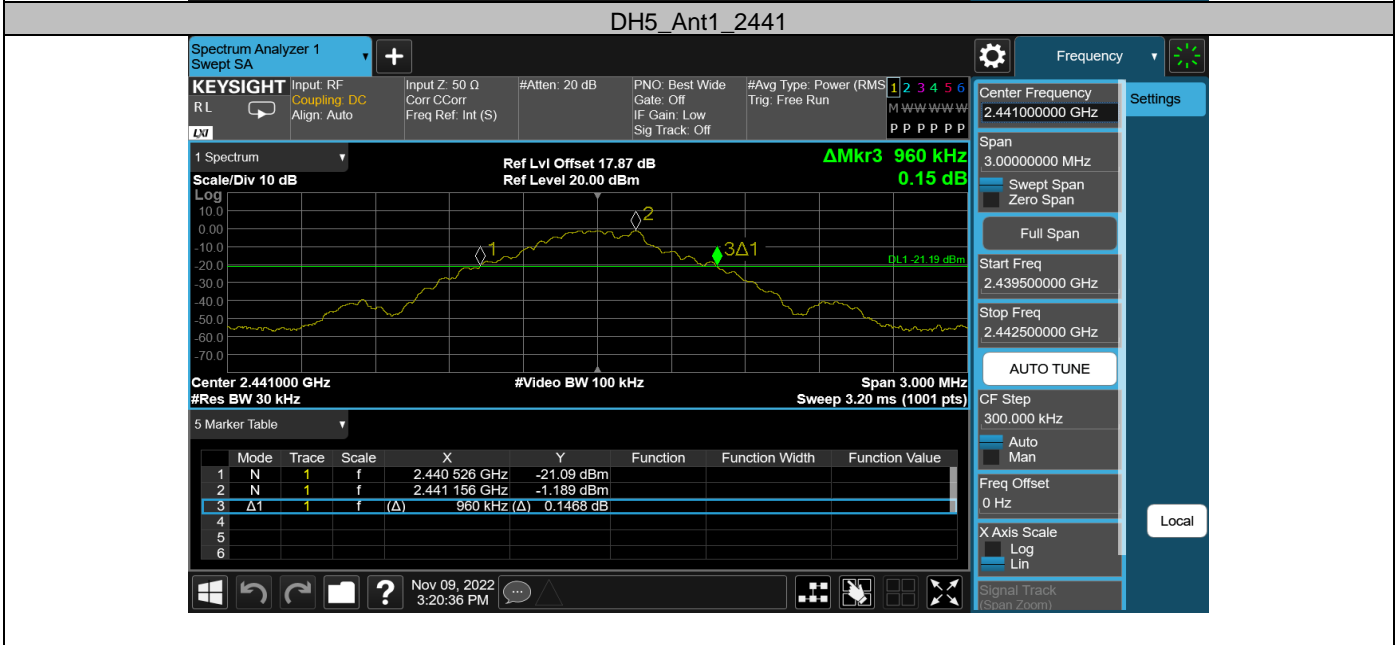 DH5_Ant1_2441
Spectrum Analyzer 1
Swept SA
+
Frequency
KEYSIGHT
R L
LXI
Input: RF
Coupling: DC
Align: Auto
Input Z: 50 Ω
Corr CCorr
Freq Ref: Int (S)
#Atten: 20 dB
PNO: Best Wide
Gate: Off
IF Gain: Low
Sig Track: Off
#Avg Type: Power (RMS
Trig: Free Run
1 2 3 4 5 6
M W W W W W
P P P P P P
1 Spectrum
Scale/Div 10 dB
Ref Lvl Offset 17.87 dB
Ref Level 20.00 dBm
ΔMkr3 960 kHz
0.15 dB
Log
10.0
0.00
-10.0
-20.0
-30.0
-40.0
-50.0
-60.0
-70.0
1
2
3Δ1
DL1 -21.19 dBm
Center 2.441000 GHz
#Video BW 100 kHz
Span 3.000 MHz
#Res BW 30 kHz
Sweep 3.20 ms (1001 pts)
5 Marker Table
Mode Trace Scale X Y Function Function Width Function Value
1 N 1 f 2.440 526 GHz -21.09 dBm
2 N 1 f 2.441 156 GHz -1.189 dBm
3 Δ1 1 f (Δ) 960 kHz (Δ) 0.1468 dB
4
5
6
?
Nov 09, 2022
3:20:36 PM
Center Frequency
2.441000000 GHz
Settings
Span
3.00000000 MHz
Swept Span
Zero Span
Full Span
Start Freq
2.439500000 GHz
Stop Freq
2.442500000 GHz
AUTO TUNE
CF Step
300.000 kHz
Auto
Man
Freq Offset
0 Hz
X Axis Scale
Log
Lin
Signal Track
(Span Zoom)
Local